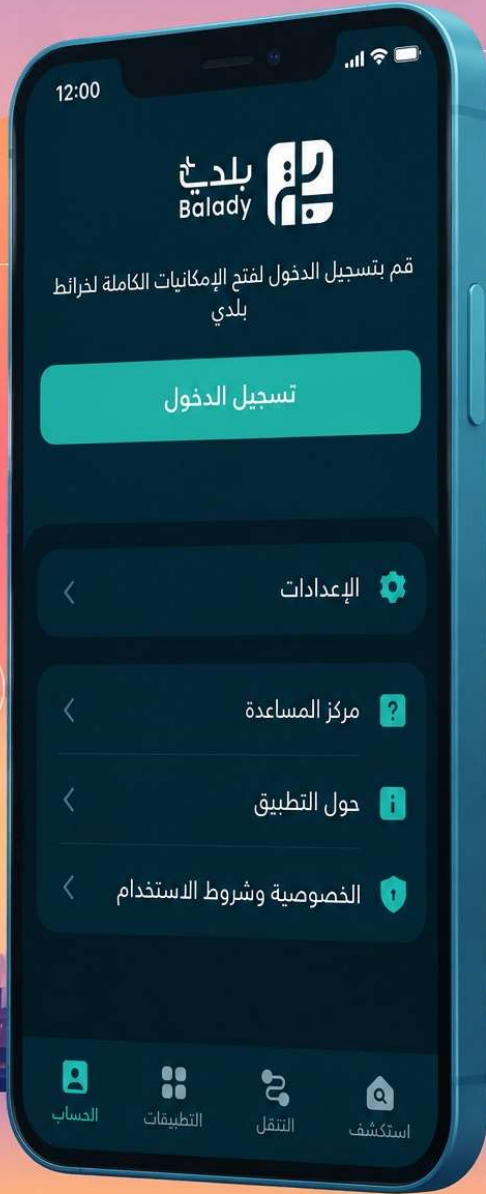 12:00
بلدي
Balady
قم بتسجيل الدخول لفتح الإمكانيات الكاملة لخرائط
بلدي
تسجيل الدخول
الإعدادات
مركز المساعدة
حول التطبيق
الخصوصية وشروط الاستخدام
استكشف
التنقل
التطبيقات
الحساب